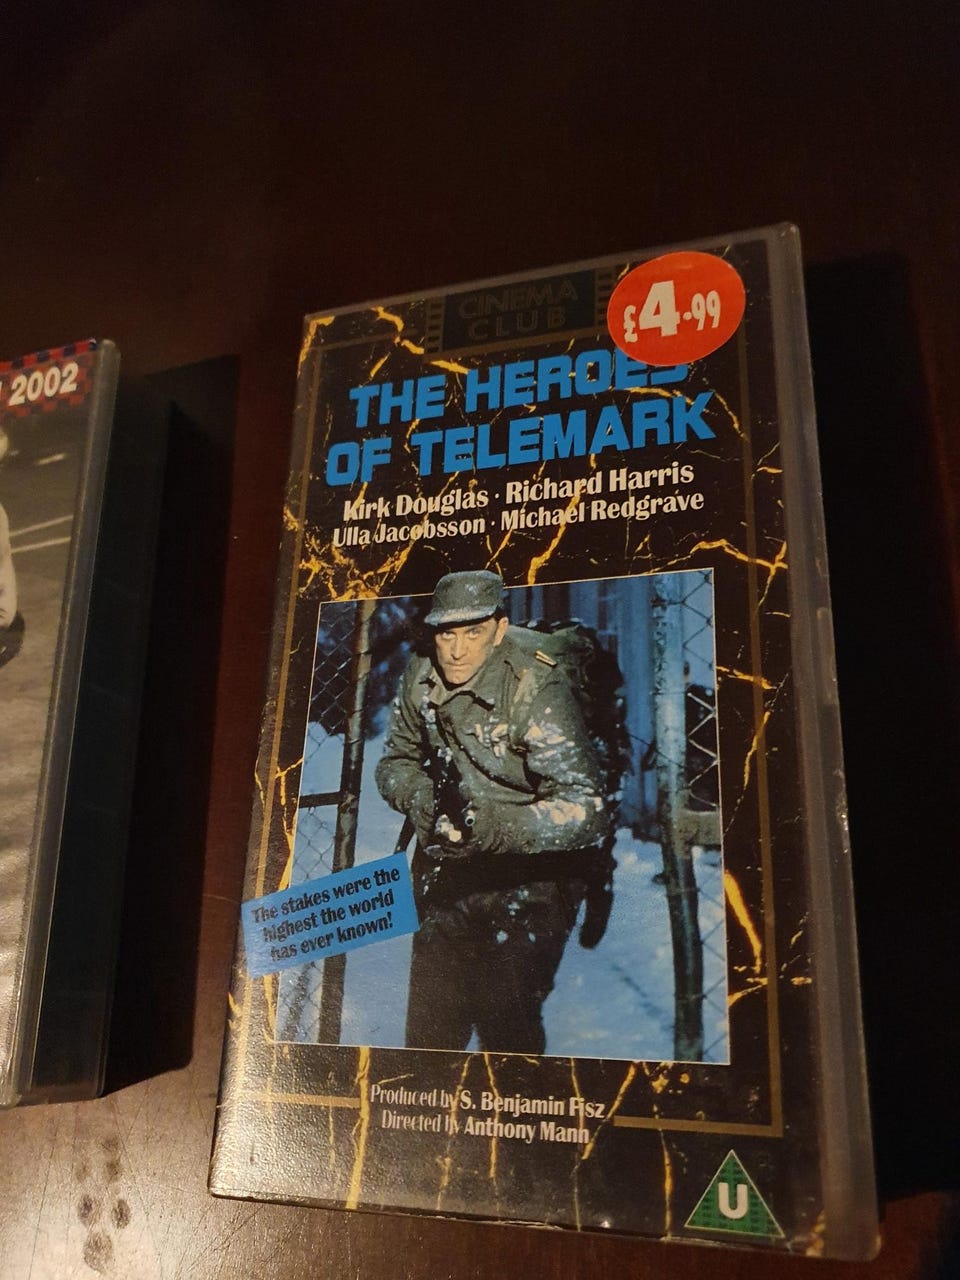 2002
CINEMA
CLUB
£4.99
THE HEROES
OF TELEMARK
Kirk Douglas · Richard Harris
Ulla Jacobsson · Michael Redgrave
The stakes were the
highest the world
has ever known!
Produced by S. Benjamin Fisz
Directed by Anthony Mann
U